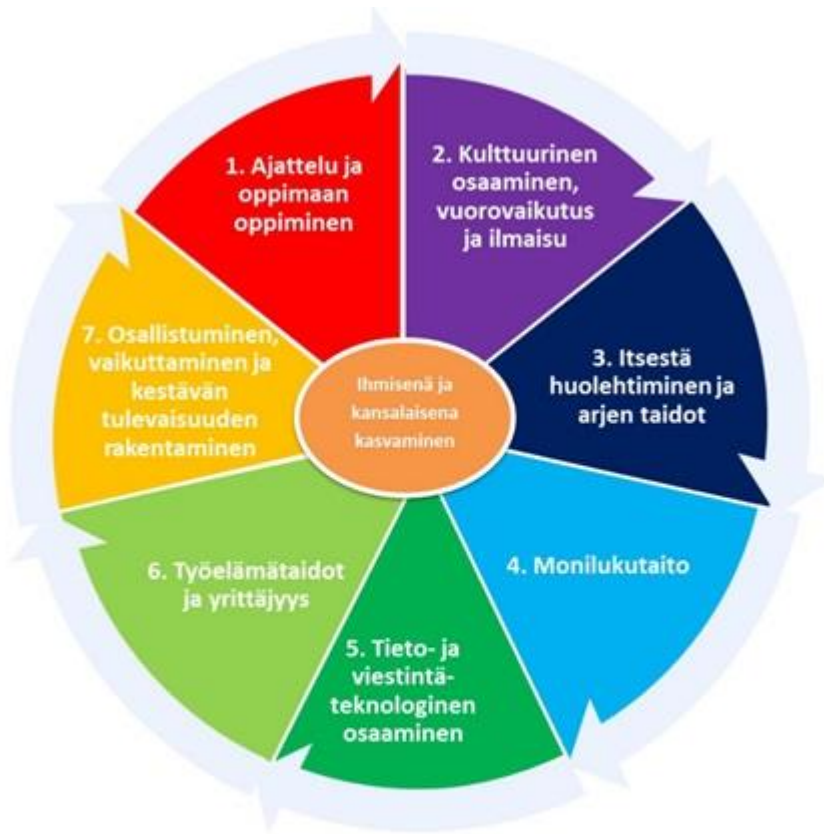 1. Ajattelu ja
oppimaan
oppiminen
2. Kulttuurinen
osaaminen,
vuorovaikutus
ja ilmaisu
3. Itsestä
huolehtiminen ja
arjen taidot
4. Monilukutaito
5. Tieto- ja
viestintä-
teknologinen
osaaminen
6. Työelämätaidot
ja yrittäjyys
7. Osallistuminen,
vaikuttaminen ja
kestävän
tulevaisuuden
rakentaminen
Ihmisenä ja
kansalaisena
kasvaminen